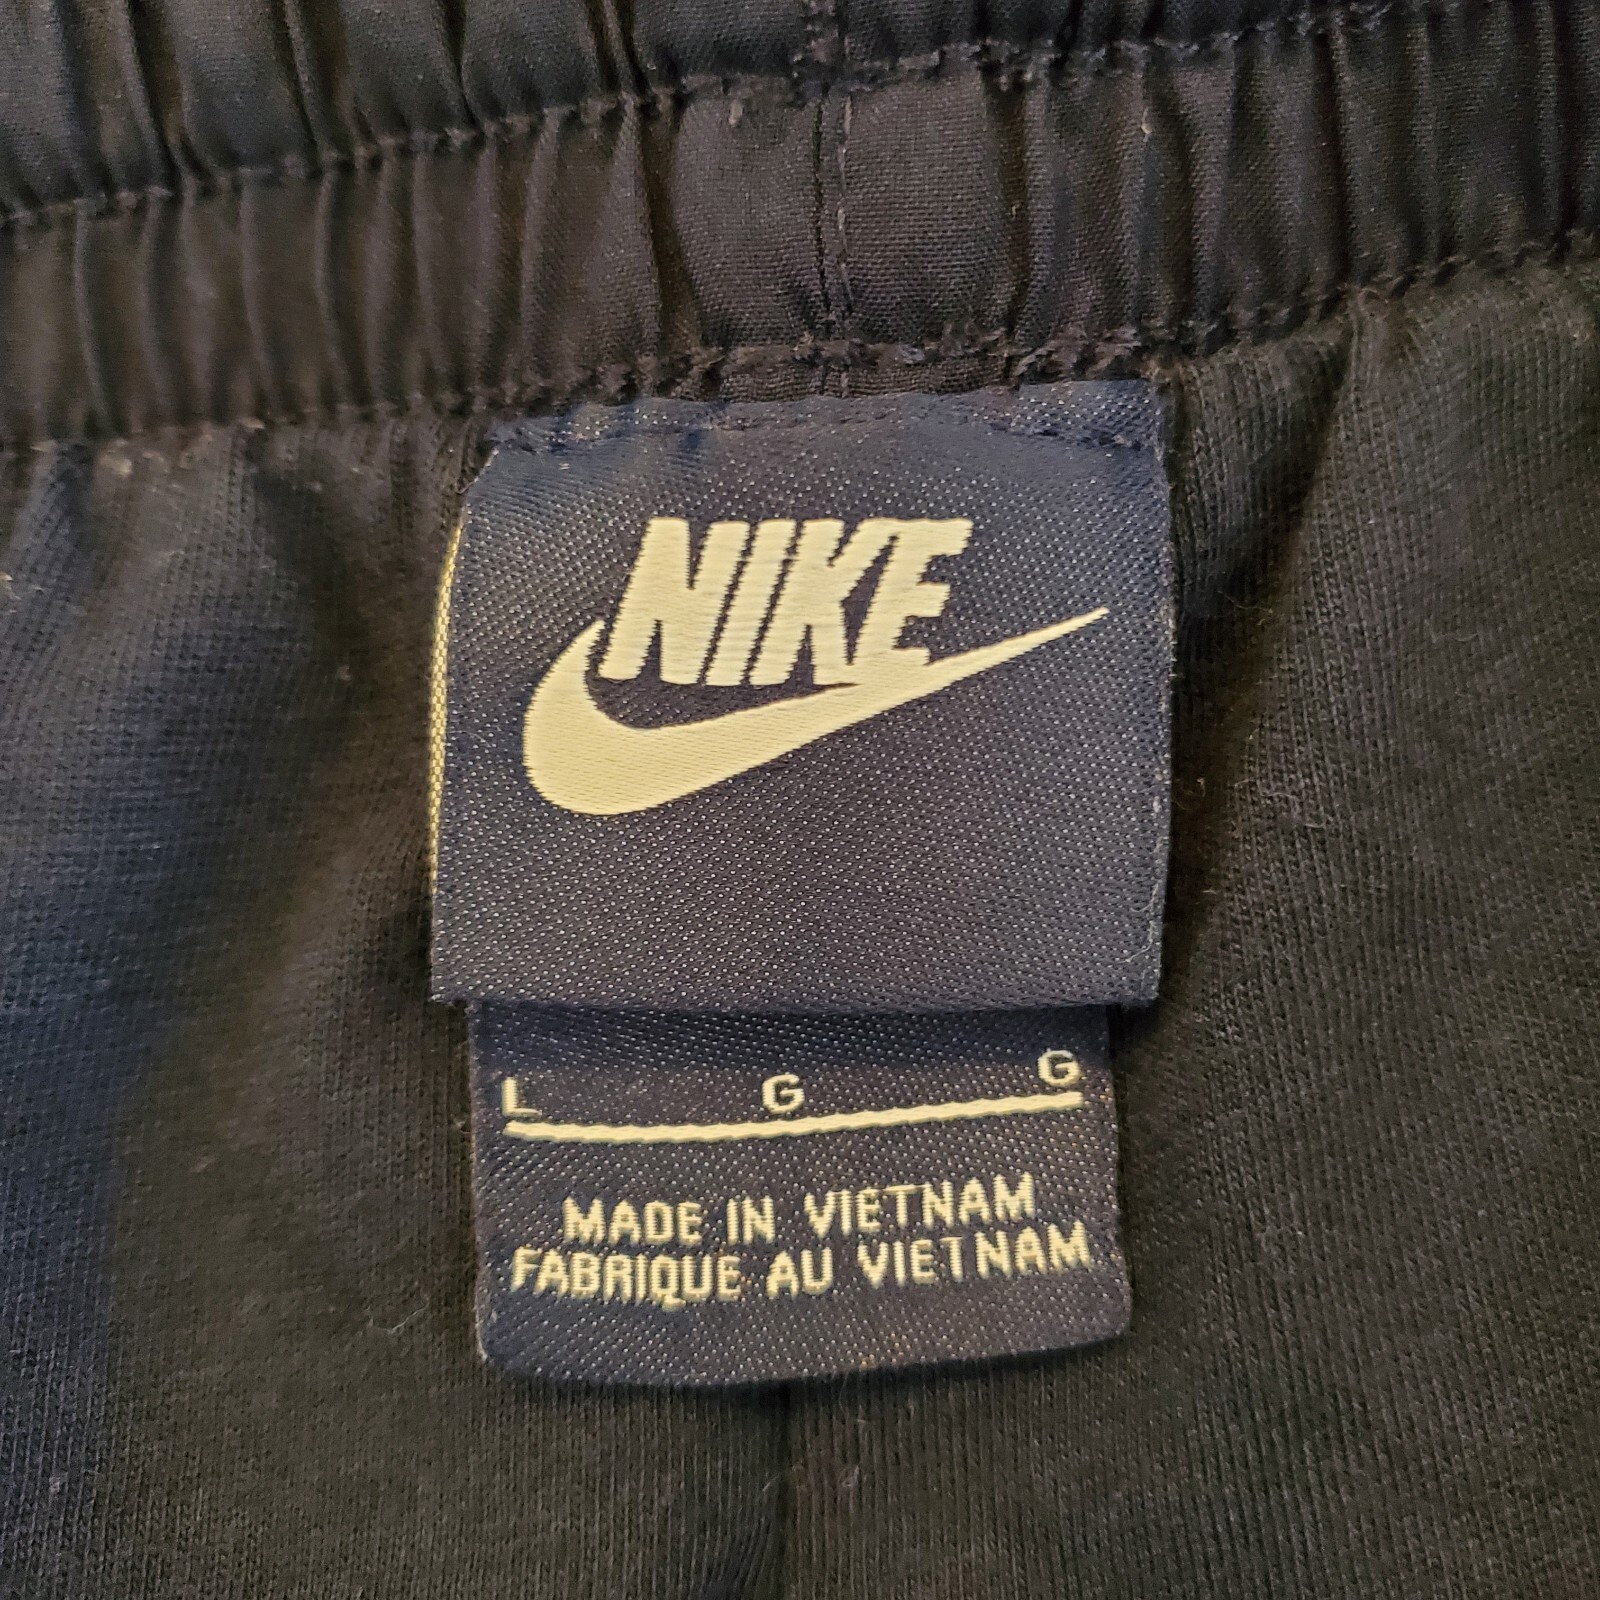 NIKE
L G G
MADE IN VIETNAM
FABRIQUE AU VIETNAM